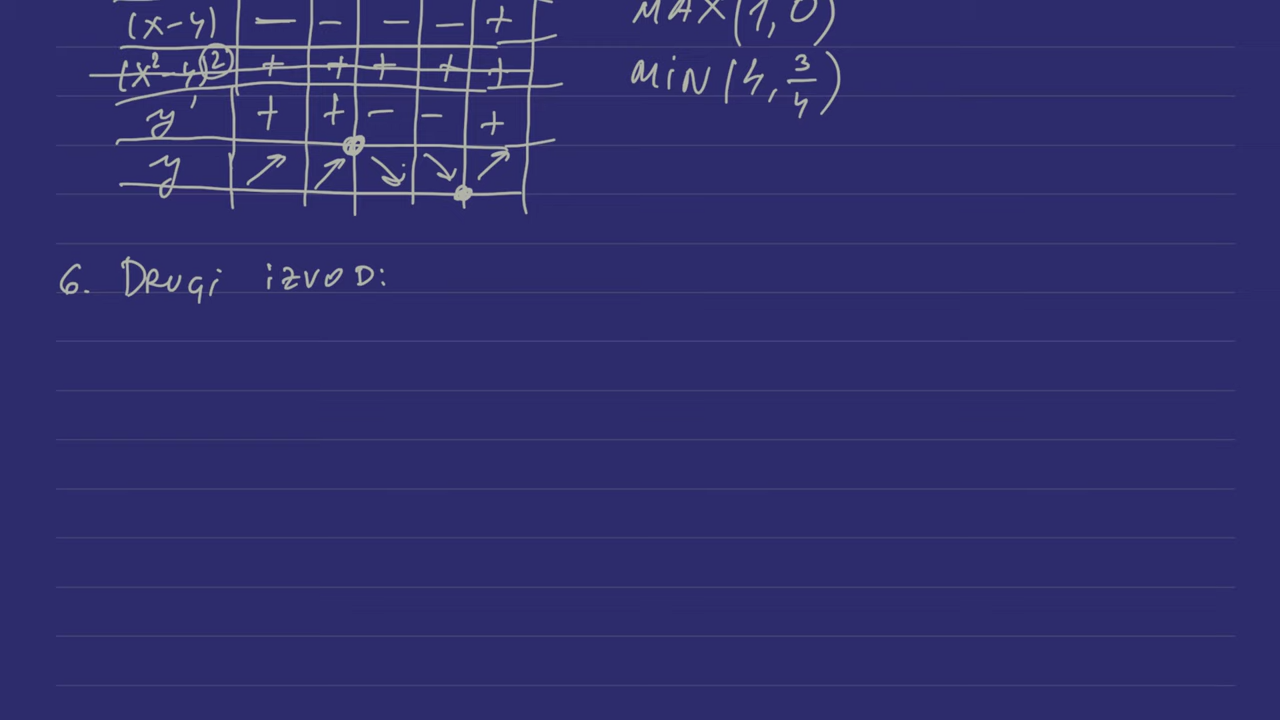 (x-4) — - - - + MAX(1,0)
(x²-4)² + + + + + MIN(4, 3/4)
y' + + - - +
y ↗ ↗ ↘ ↘ ↗
6. Drugi izvod: